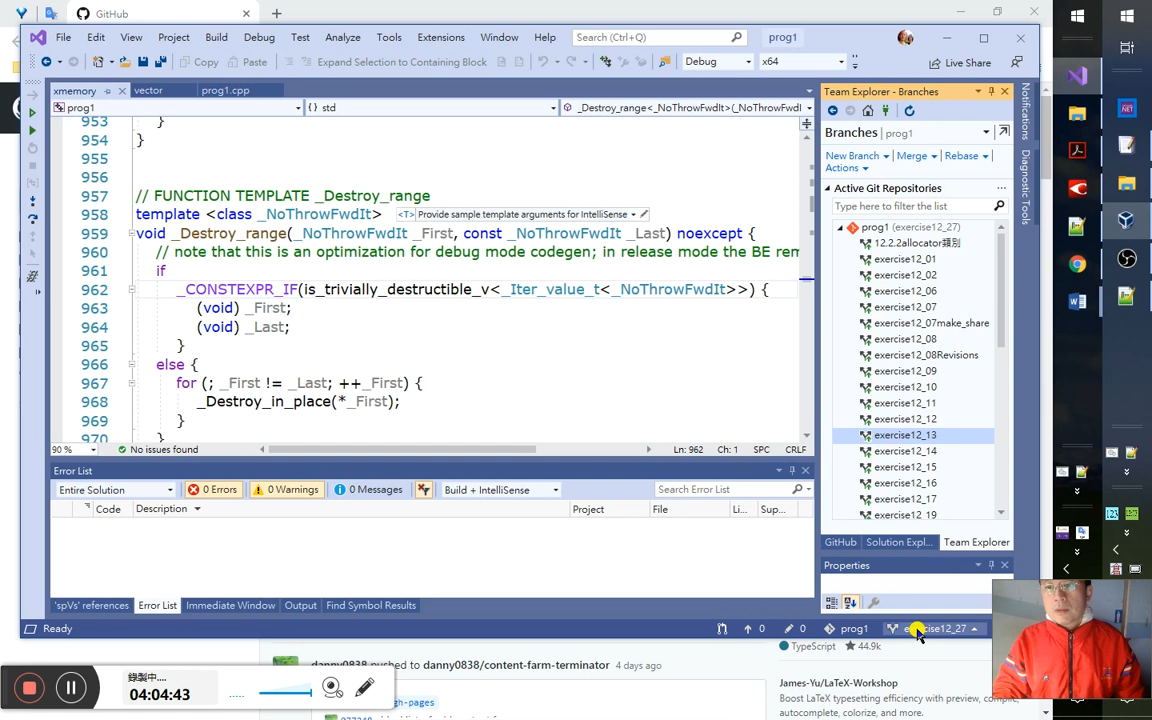 GitHub
File Edit View Project Build Debug Test Analyze Tools Extensions Window Help Search (Ctrl+Q) prog1
Copy Paste Expand Selection to Containing Block Debug x64 Live Share
xmemory vector prog1.cpp
prog1 {} std _Destroy_range<_NoThrowFwdIt>(_NoThrowFwdI
953 }
954 }
955
956
957 // FUNCTION TEMPLATE _Destroy_range
958 template <class _NoThrowFwdIt> <T> Provide sample template arguments for IntelliSense
959 void _Destroy_range(_NoThrowFwdIt _First, const _NoThrowFwdIt _Last) noexcept {
960 // note that this is an optimization for debug mode codegen; in release mode the BE rem
961 if
962 _CONSTEXPR_IF(is_trivially_destructible_v<_Iter_value_t<_NoThrowFwdIt>>) {
963 (void) _First;
964 (void) _Last;
965 }
966 else {
967 for (; _First != _Last; ++_First) {
968 _Destroy_in_place(*_First);
969 }
970 }
90 % No issues found Ln: 962 Ch: 1 SPC CRLF
Error List
Entire Solution 0 Errors 0 Warnings 0 Messages Build + IntelliSense Search Error List
Code Description Project File Li... Sup...
'spVs' references Error List Immediate Window Output Find Symbol Results
Ready 0 0 prog1 exercise12_27
Team Explorer - Branches
Branches prog1
New Branch Merge Rebase
Actions
Active Git Repositories ...
Type here to filter the list
prog1 (exercise12_27)
12.2.2allocator類別
exercise12_01
exercise12_02
exercise12_06
exercise12_07
exercise12_07make_share
exercise12_08
exercise12_08Revisions
exercise12_09
exercise12_10
exercise12_11
exercise12_12
exercise12_13
exercise12_14
exercise12_15
exercise12_16
exercise12_17
exercise12_19
GitHub Solution Expl... Team Explorer
Properties
Notifications
Diagnostic Tools
錄製中...
04:04:43
danny0838 pushed to danny0838/content-farm-terminator 4 days ago
gh-pages
TypeScript 44.9k
James-Yu/LaTeX-Workshop
Boost LaTeX typesetting efficiency with preview, compile,
autocomplete, colorize, and more.